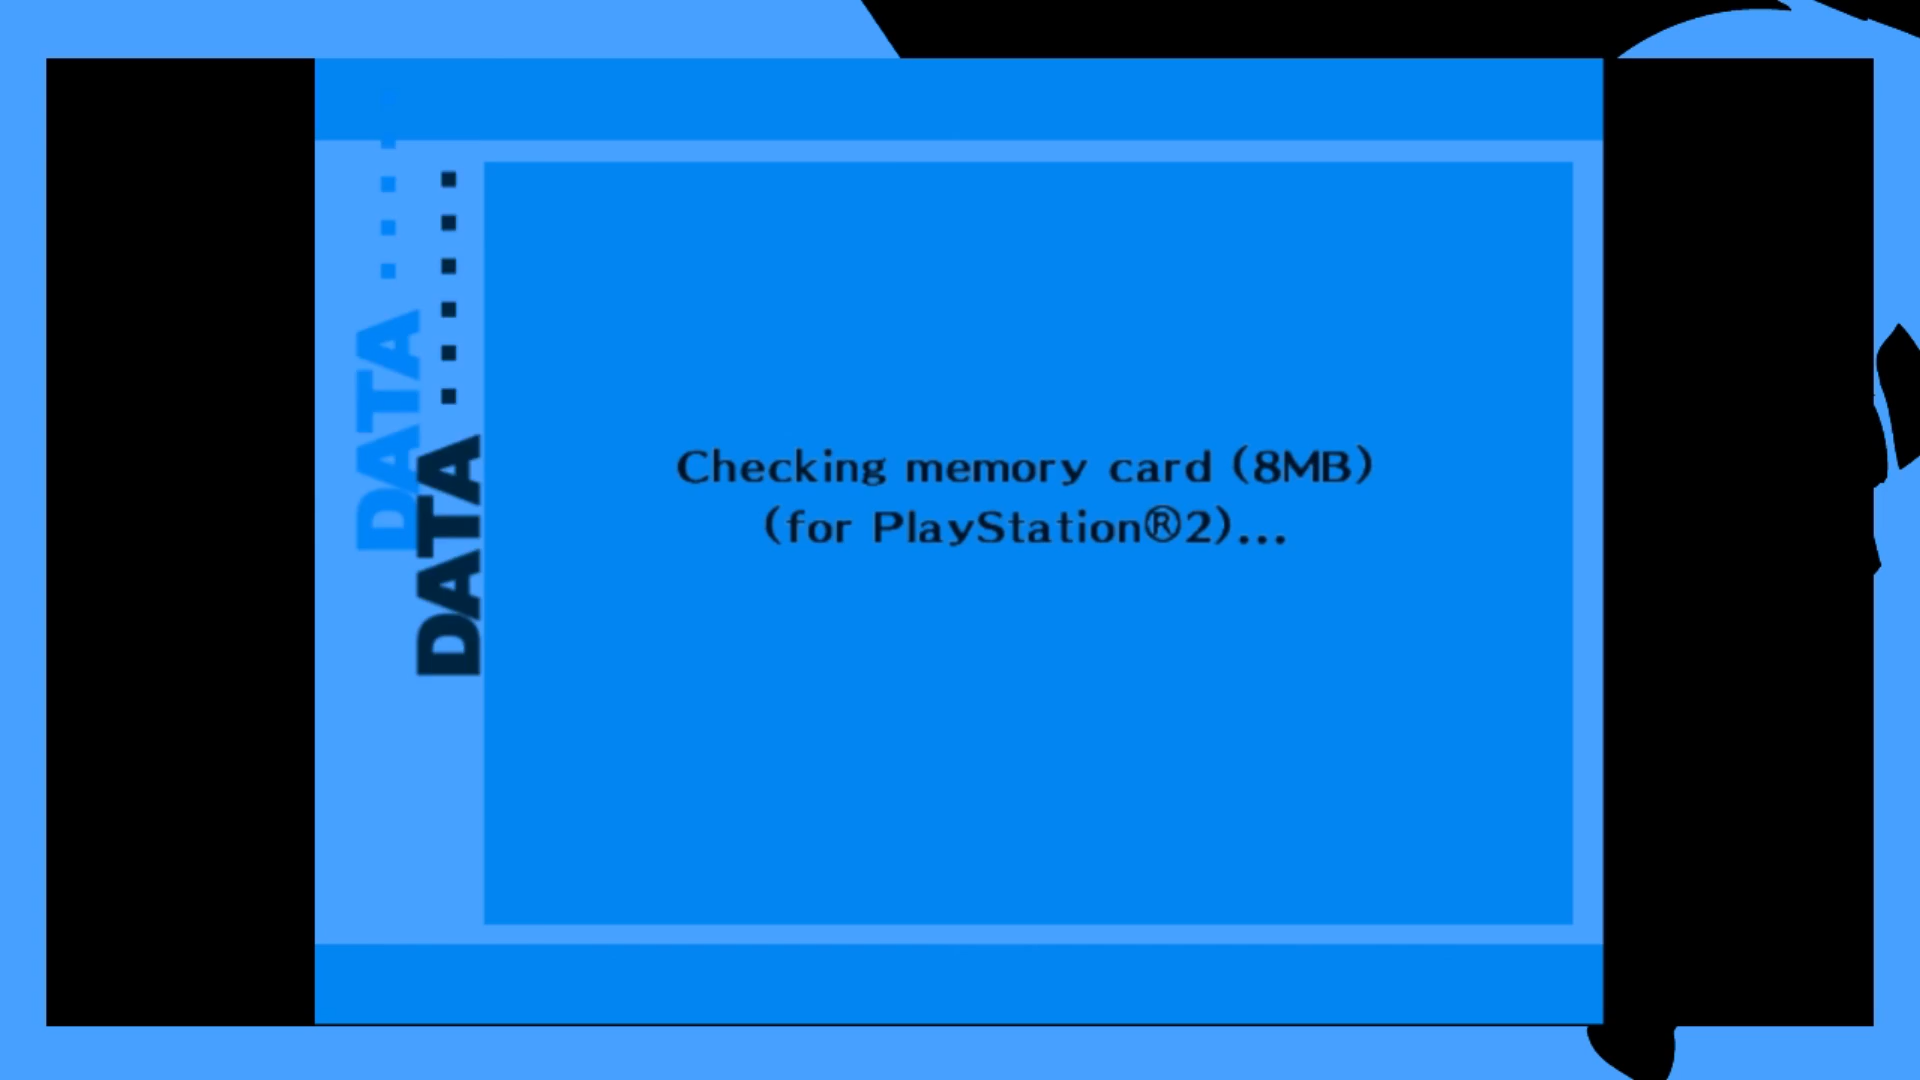 DATA ......
DATA ....
Checking memory card (8MB)
(for PlayStation®2)...